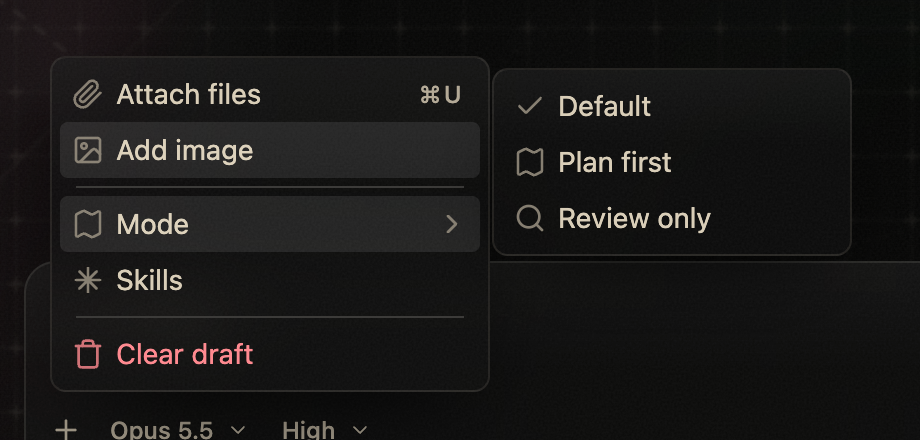 Attach files ⌘U
Add image
Mode
Skills
Clear draft
Default
Plan first
Review only
Opus 5.5 High